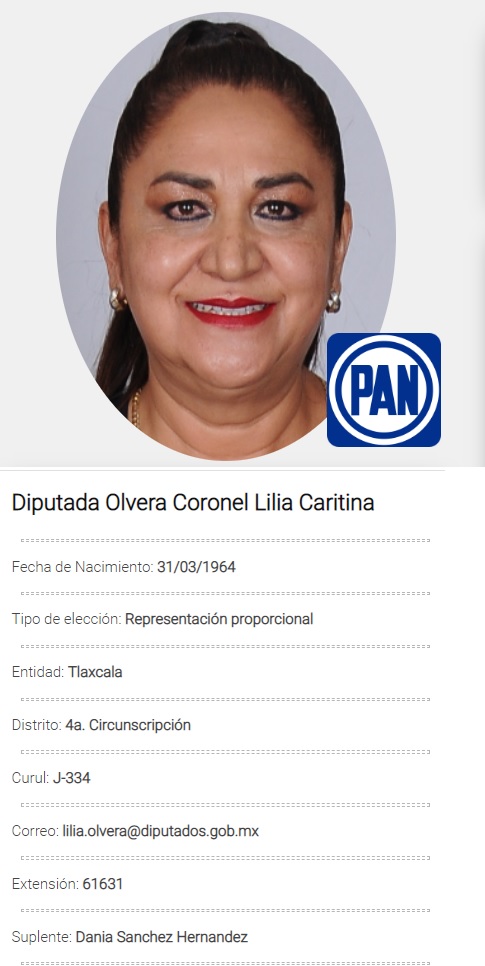 PAN
Diputada Olvera Coronel Lilia Caritina
Fecha de Nacimiento: 31/03/1964
Tipo de elección: Representación proporcional
Entidad: Tlaxcala
Distrito: 4a. Circunscripción
Curul: J-334
Correo: lilia.olvera@diputados.gob.mx
Extensión: 61631
Suplente: Dania Sanchez Hernandez